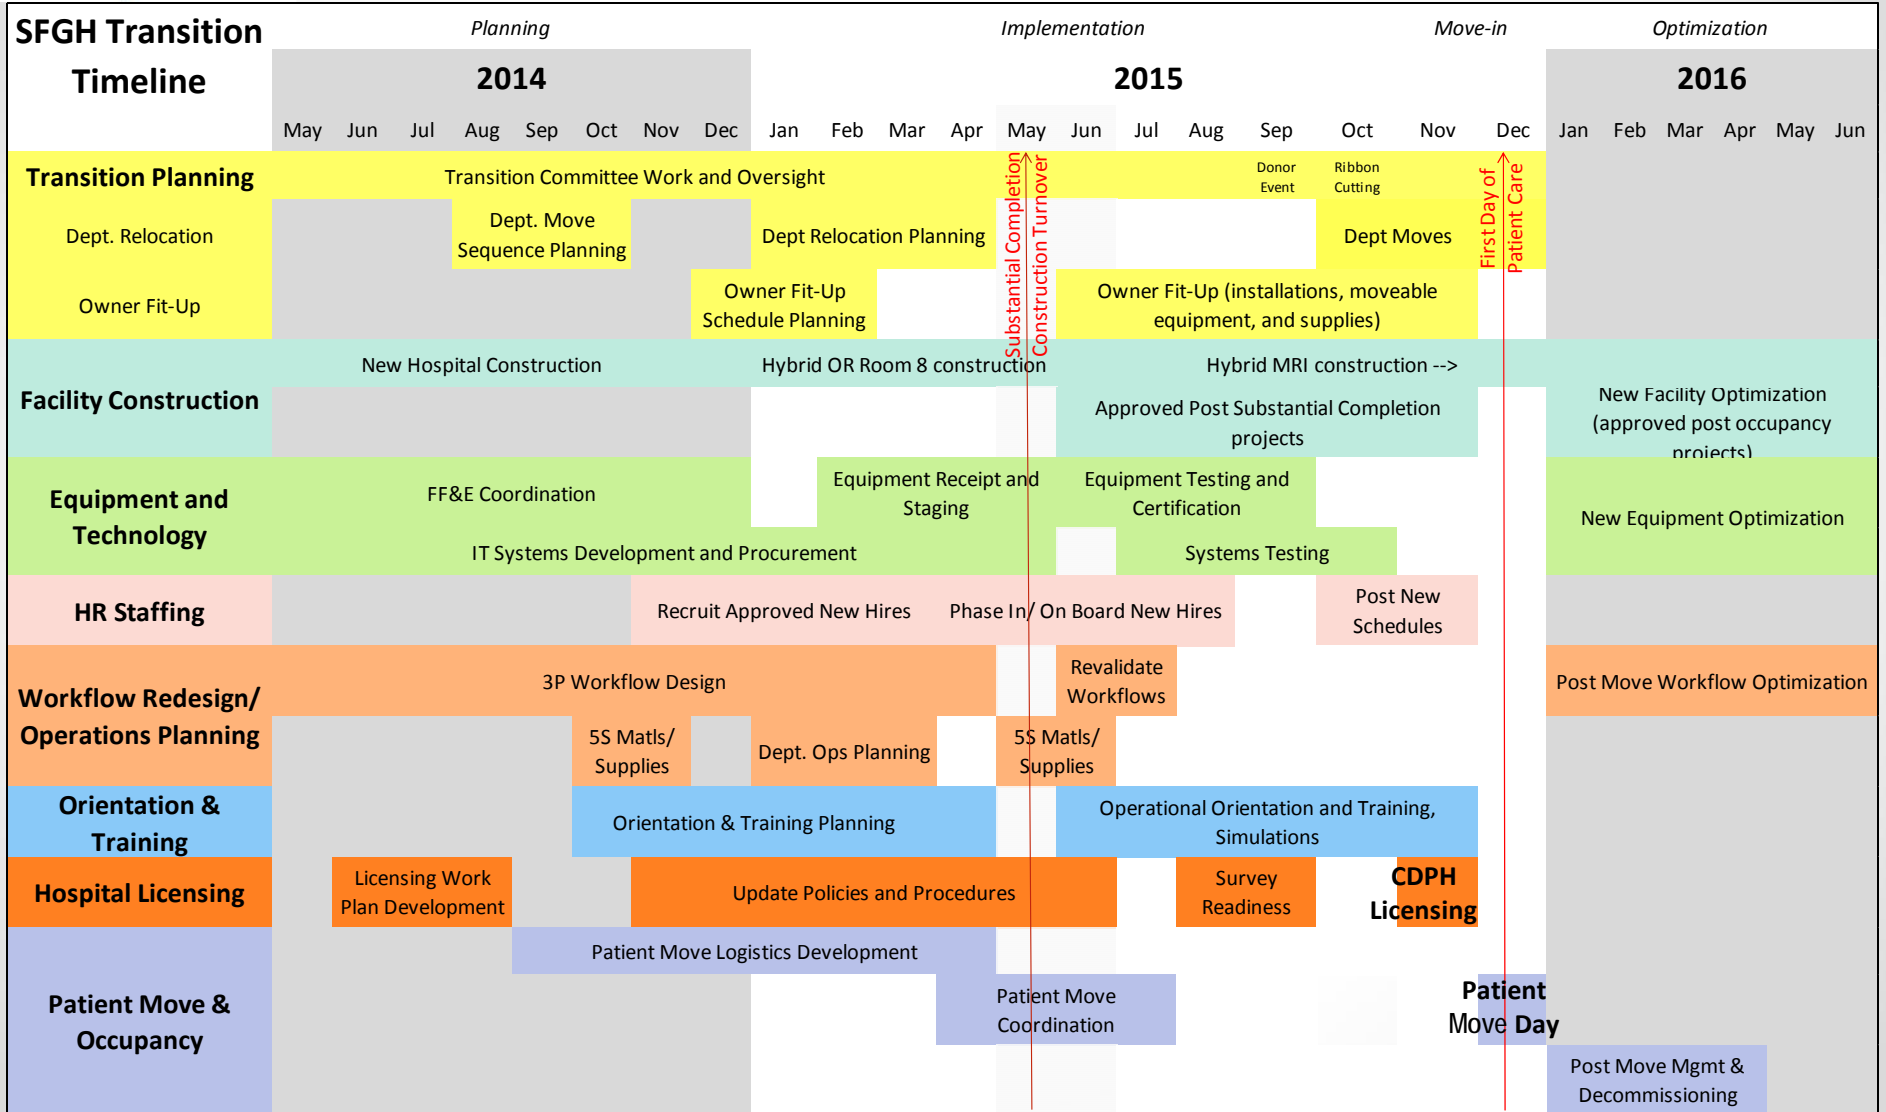 SFGH Transition
Timeline
Planning
Implementation
Move-in
Optimization
2014
2015
2016
May Jun Jul Aug Sep Oct Nov Dec Jan Feb Mar Apr May Jun Jul Aug Sep Oct Nov Dec Jan Feb Mar Apr May Jun
Transition Planning
Transition Committee Work and Oversight
Donor
Event
Ribbon
Cutting
Substantial Completion
Construction Turnover
First Day of
Patient Care
Dept. Relocation
Dept. Move
Sequence Planning
Dept Relocation Planning
Dept Moves
Owner Fit-Up
Owner Fit-Up
Schedule Planning
Owner Fit-Up (installations, moveable
equipment, and supplies)
Facility Construction
New Hospital Construction
Hybrid OR Room 8 construction
Hybrid MRI construction -->
Approved Post Substantial Completion
projects
New Facility Optimization
(approved post occupancy
projects)
Equipment and
Technology
FF&E Coordination
Equipment Receipt and
Staging
Equipment Testing and
Certification
New Equipment Optimization
IT Systems Development and Procurement
Systems Testing
HR Staffing
Recruit Approved New Hires
Phase In/ On Board New Hires
Post New
Schedules
Workflow Redesign/
Operations Planning
3P Workflow Design
Revalidate
Workflows
Post Move Workflow Optimization
5S Matls/
Supplies
Dept. Ops Planning
5S Matls/
Supplies
Orientation &
Training
Orientation & Training Planning
Operational Orientation and Training,
Simulations
Hospital Licensing
Licensing Work
Plan Development
Update Policies and Procedures
Survey
Readiness
CDPH
Licensing
Patient Move &
Occupancy
Patient Move Logistics Development
Patient Move
Coordination
Patient
Move Day
Post Move Mgmt &
Decommissioning